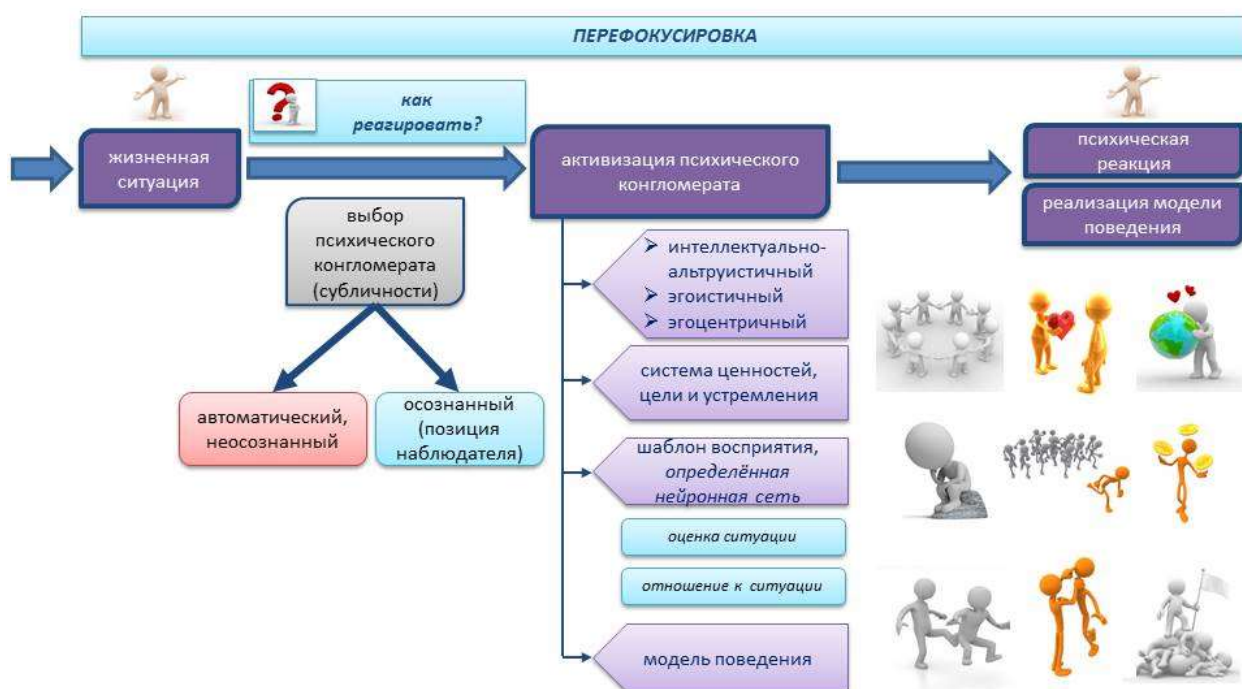 ПЕРЕФОКУСИРОВКА
как
реагировать?
жизненная
ситуация
активизация психического
конгломерата
психическая
реакция
реализация модели
поведения
выбор
психического
конгломерата
(субличности)
автоматический,
неосознанный
осознанный
(позиция
наблюдателя)
➢ интеллектуально-
альтруистичный
➢ эгоистичный
➢ эгоцентричный
система ценностей,
цели и устремления
шаблон восприятия,
определённая
нейронная сеть
оценка ситуации
отношение к ситуации
модель поведения